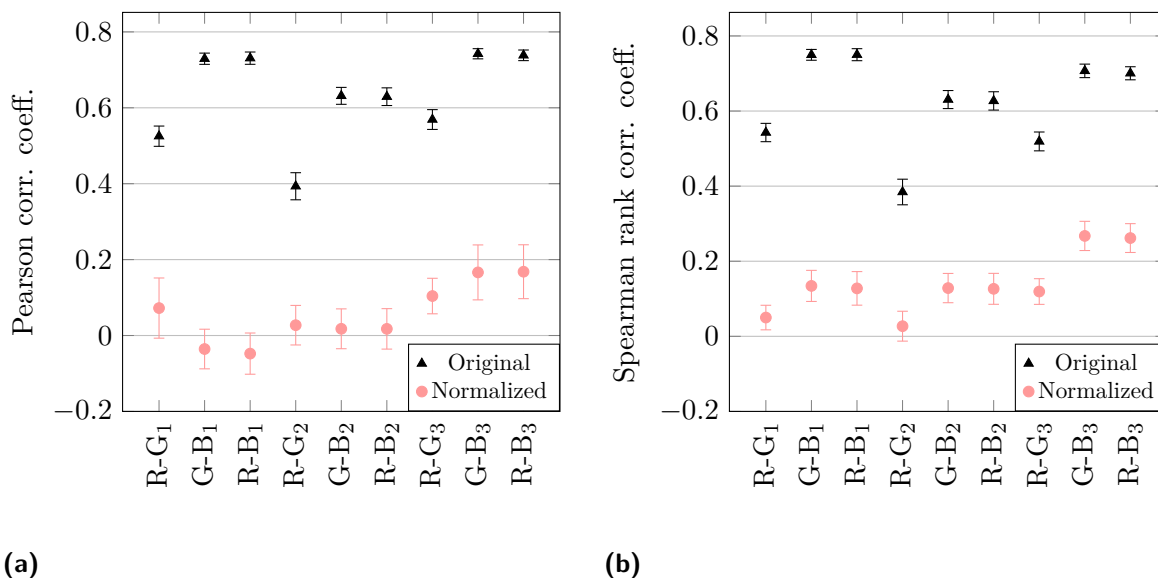 Pearson corr. coeff.
0.8
0.6
0.4
0.2
0
−0.2
Original
Normalized
R-G₁
G-B₁
R-B₁
R-G₂
G-B₂
R-B₂
R-G₃
G-B₃
R-B₃
(a)
Spearman rank corr. coeff.
0.8
0.6
0.4
0.2
0
−0.2
Original
Normalized
R-G₁
G-B₁
R-B₁
R-G₂
G-B₂
R-B₂
R-G₃
G-B₃
R-B₃
(b)